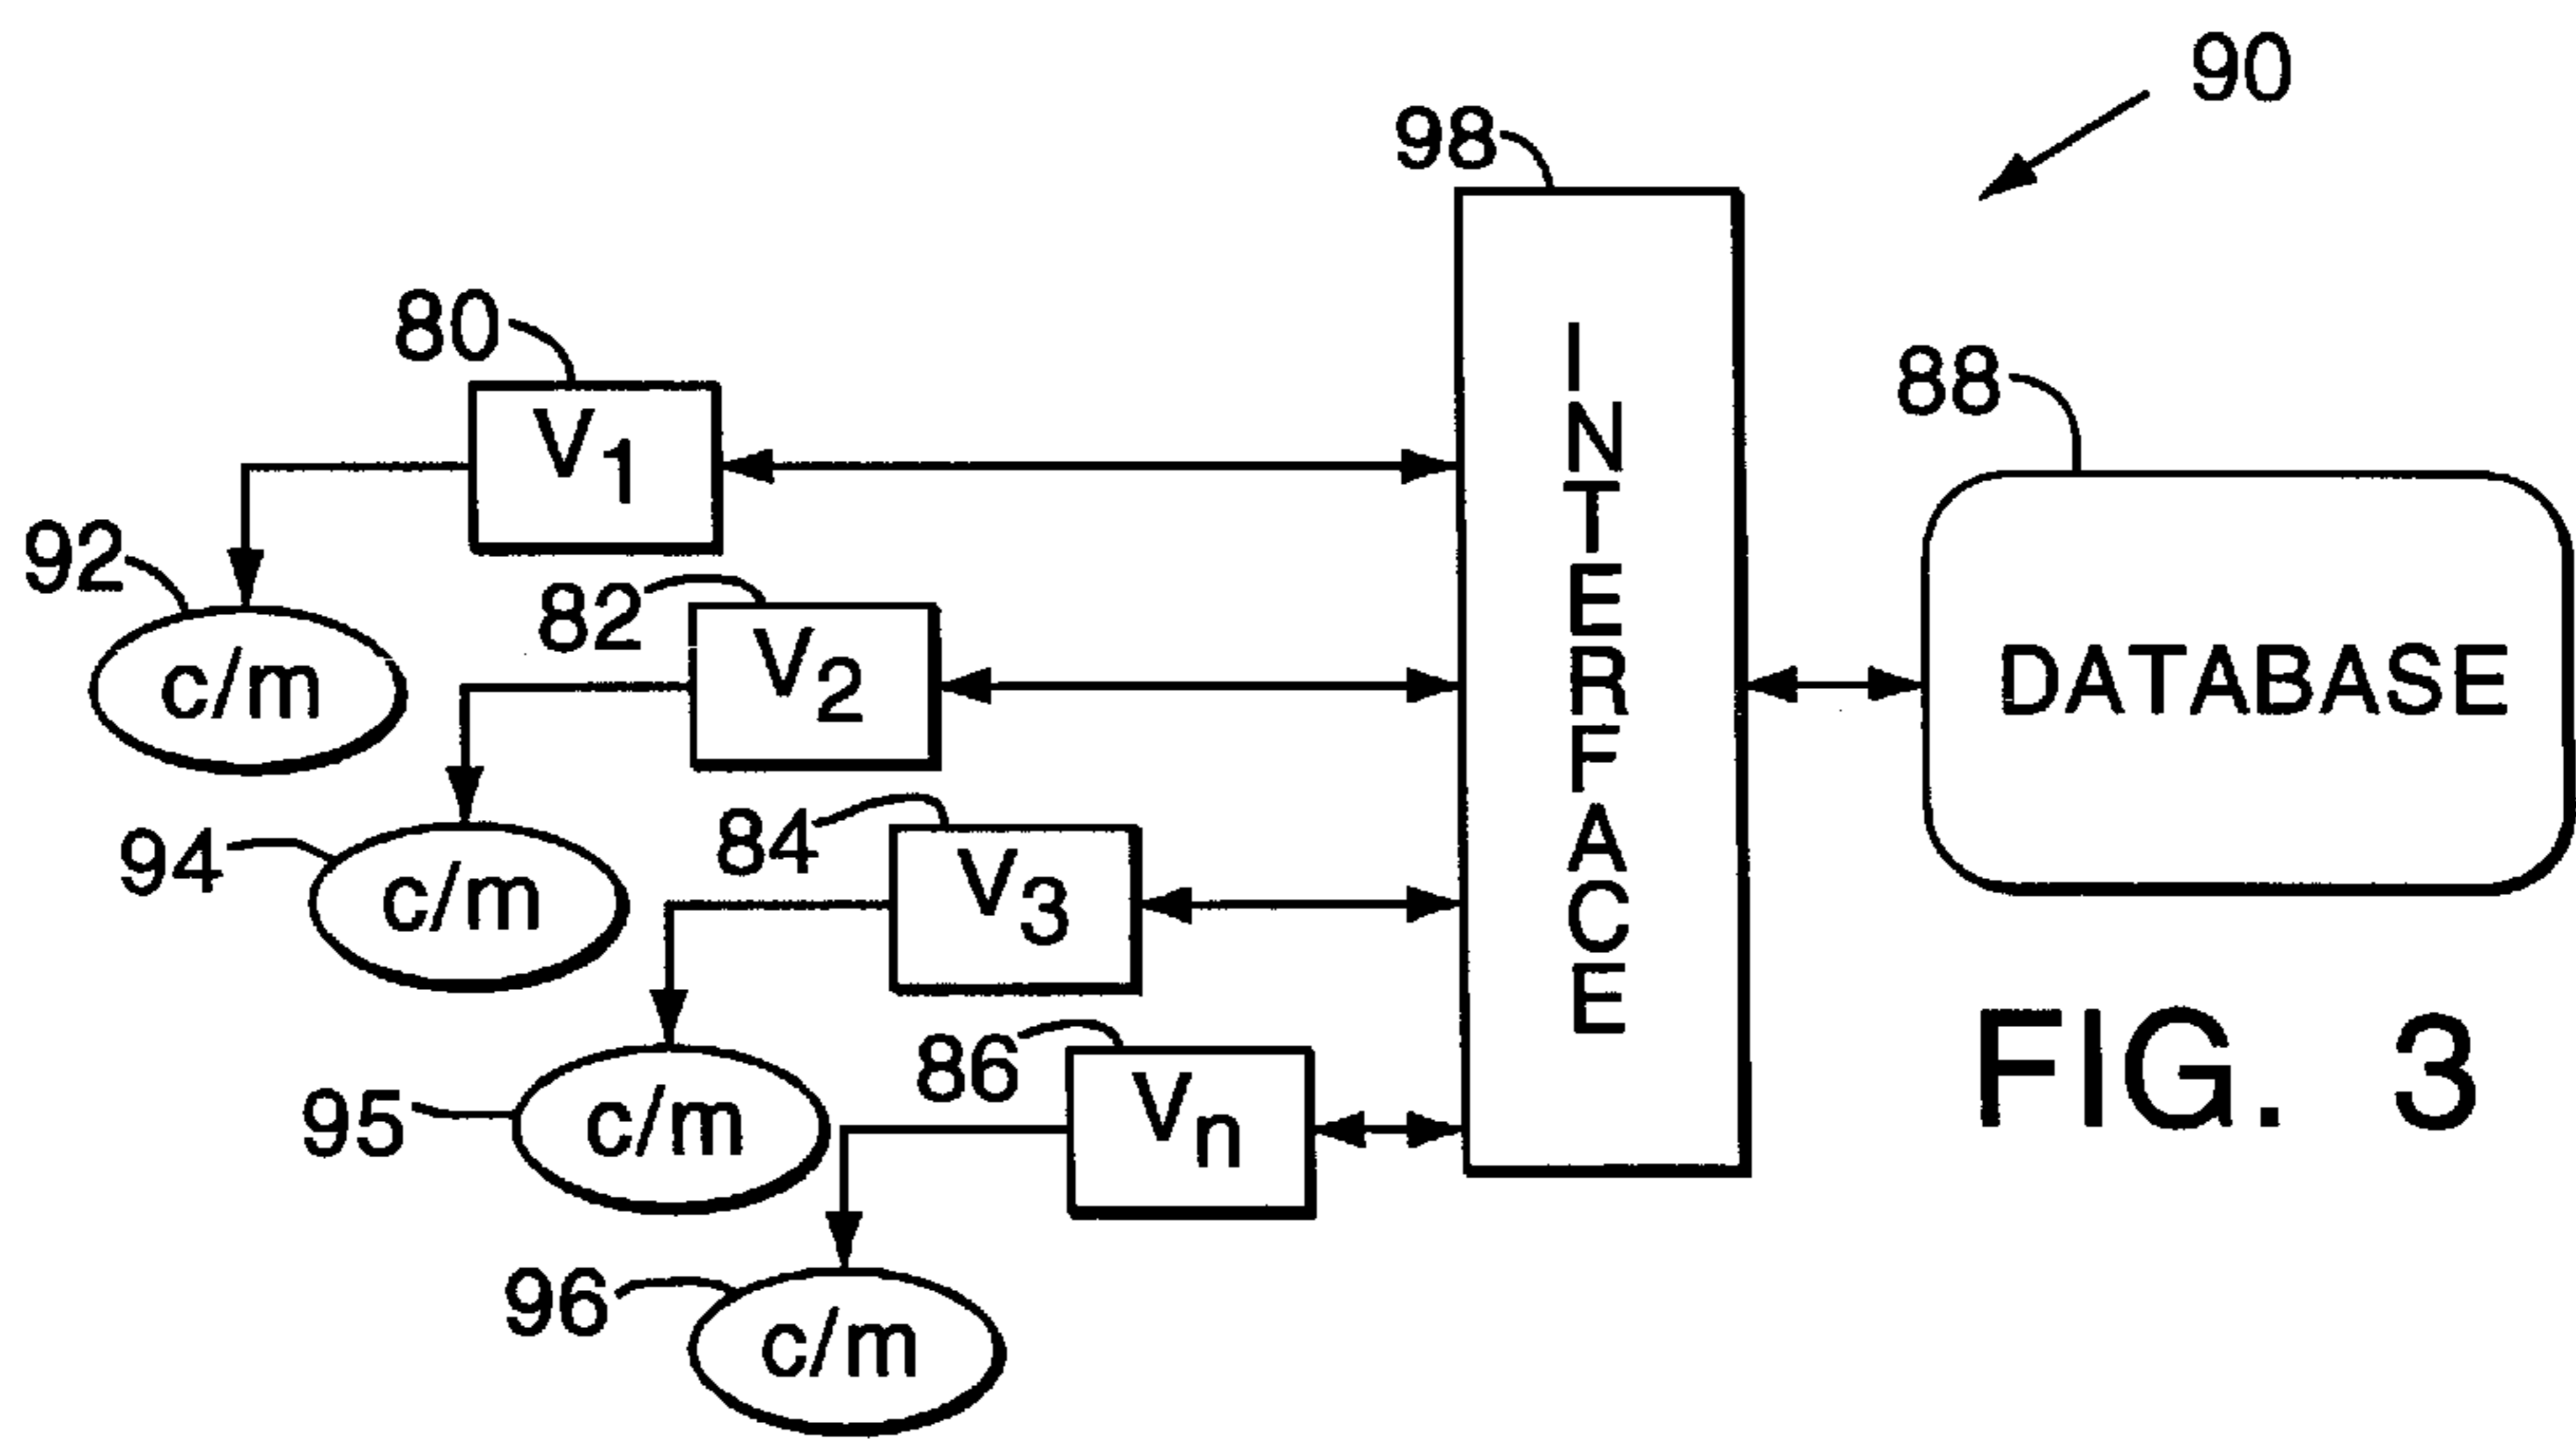 90
98
80
V1
88
INTERFACE
92
82
V2
c/m
DATABASE
94
84
V3
c/m
95
86
Vn
c/m
FIG. 3
96
c/m